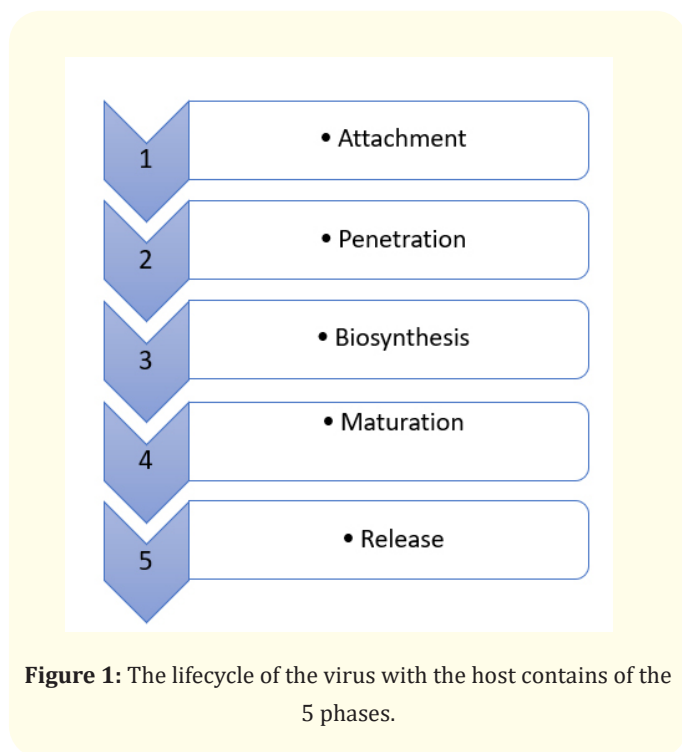 1
• Attachment
2
• Penetration
3
• Biosynthesis
4
• Maturation
5
• Release
Figure 1: The lifecycle of the virus with the host contains of the
5 phases.